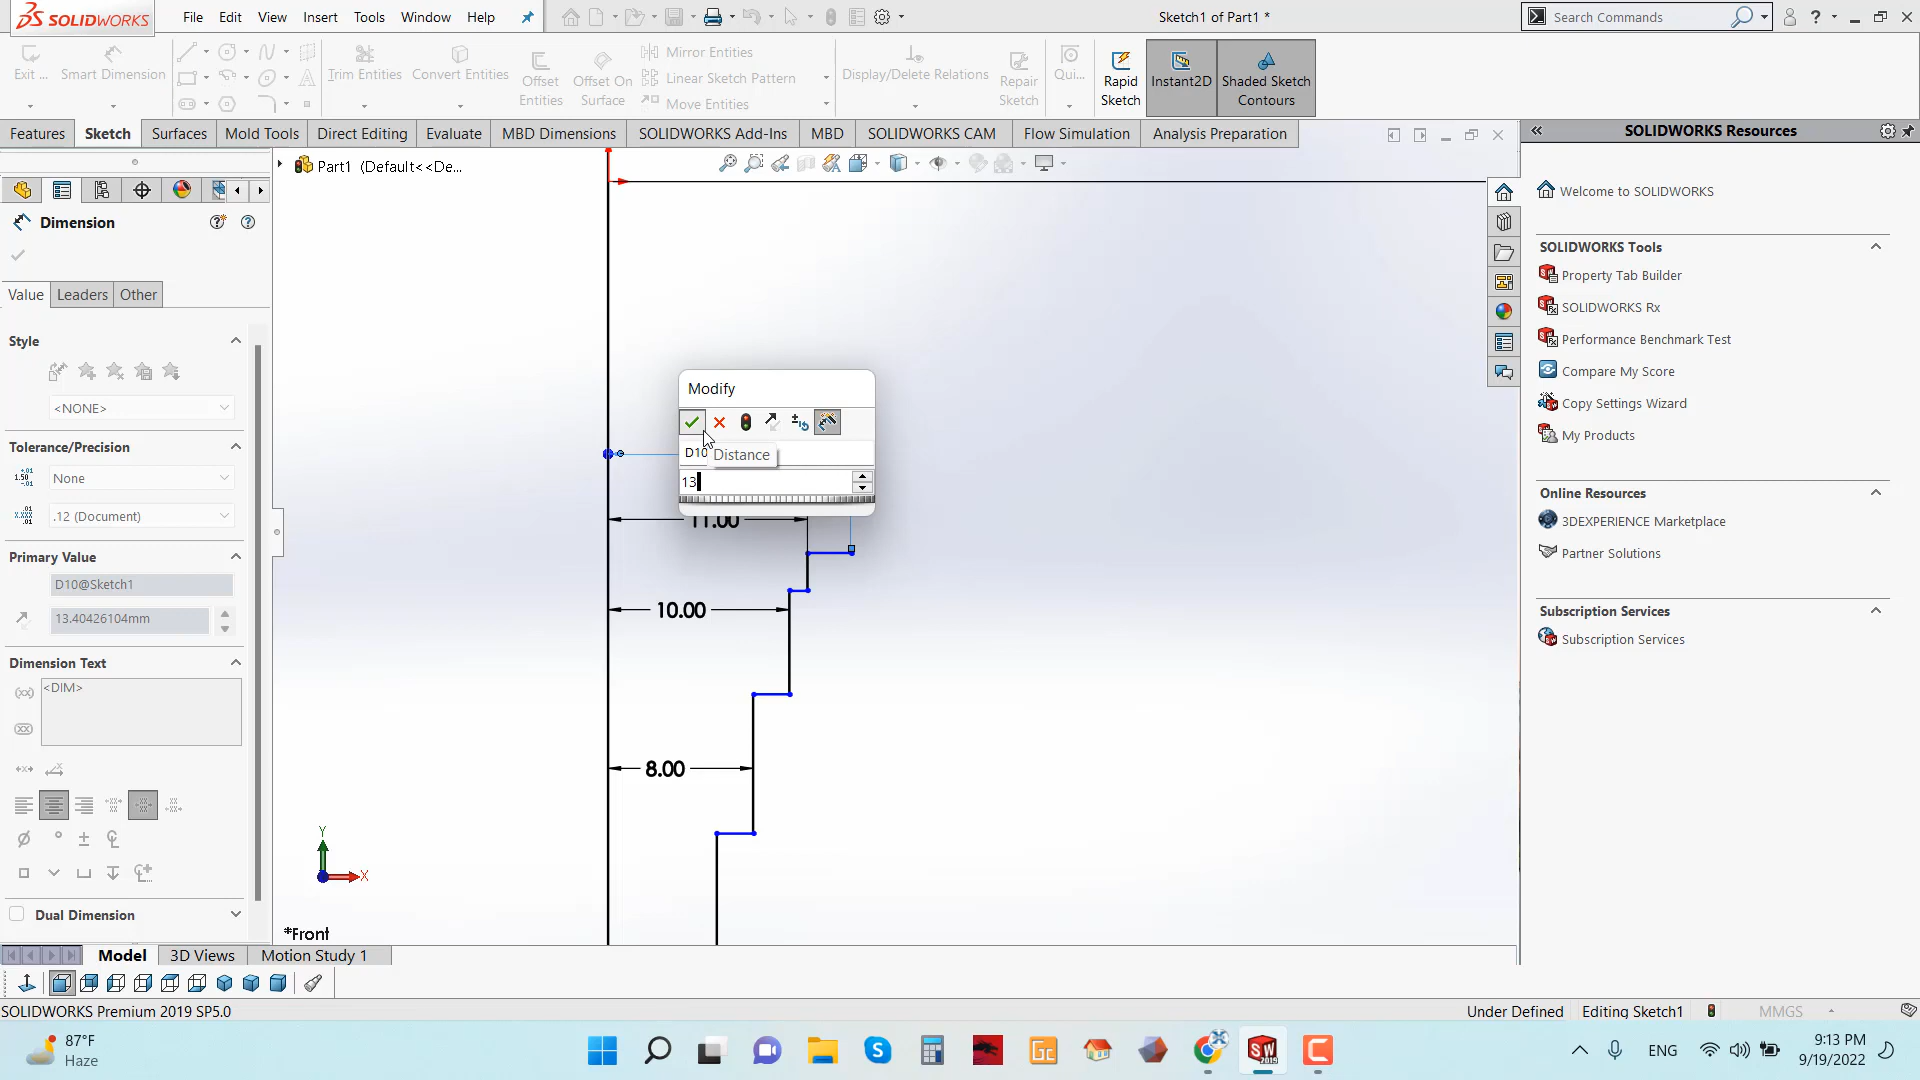 SOLIDWORKS File Edit View Insert Tools Window Help Sketch1 of Part1 * Search Commands
Exit ... Smart Dimension Trim Entities Convert Entities Offset Entities Offset On Surface Mirror Entities Linear Sketch Pattern Move Entities Display/Delete Relations Repair Sketch Qui... Rapid Sketch Instant2D Shaded Sketch Contours
Features Sketch Surfaces Mold Tools Direct Editing Evaluate MBD Dimensions SOLIDWORKS Add-Ins MBD SOLIDWORKS CAM Flow Simulation Analysis Preparation
SOLIDWORKS Resources
Part1 (Default<<De...
Welcome to SOLIDWORKS
Dimension
SOLIDWORKS Tools
Property Tab Builder
Value Leaders Other
SOLIDWORKS Rx
Style
Performance Benchmark Test
Compare My Score
Modify
<NONE>
Copy Settings Wizard
My Products
Tolerance/Precision
D10 Distance
None
13
Online Resources
.12 (Document)
11.00
3DEXPERIENCE Marketplace
Primary Value
Partner Solutions
D10@Sketch1
Subscription Services
10.00
13.40426104mm
Subscription Services
Dimension Text
<DIM>
8.00
Y
X
Dual Dimension
*Front
Model 3D Views Motion Study 1
SOLIDWORKS Premium 2019 SP5.0 Under Defined Editing Sketch1 MMGS
87°F
Haze
ENG
9:13 PM
9/19/2022